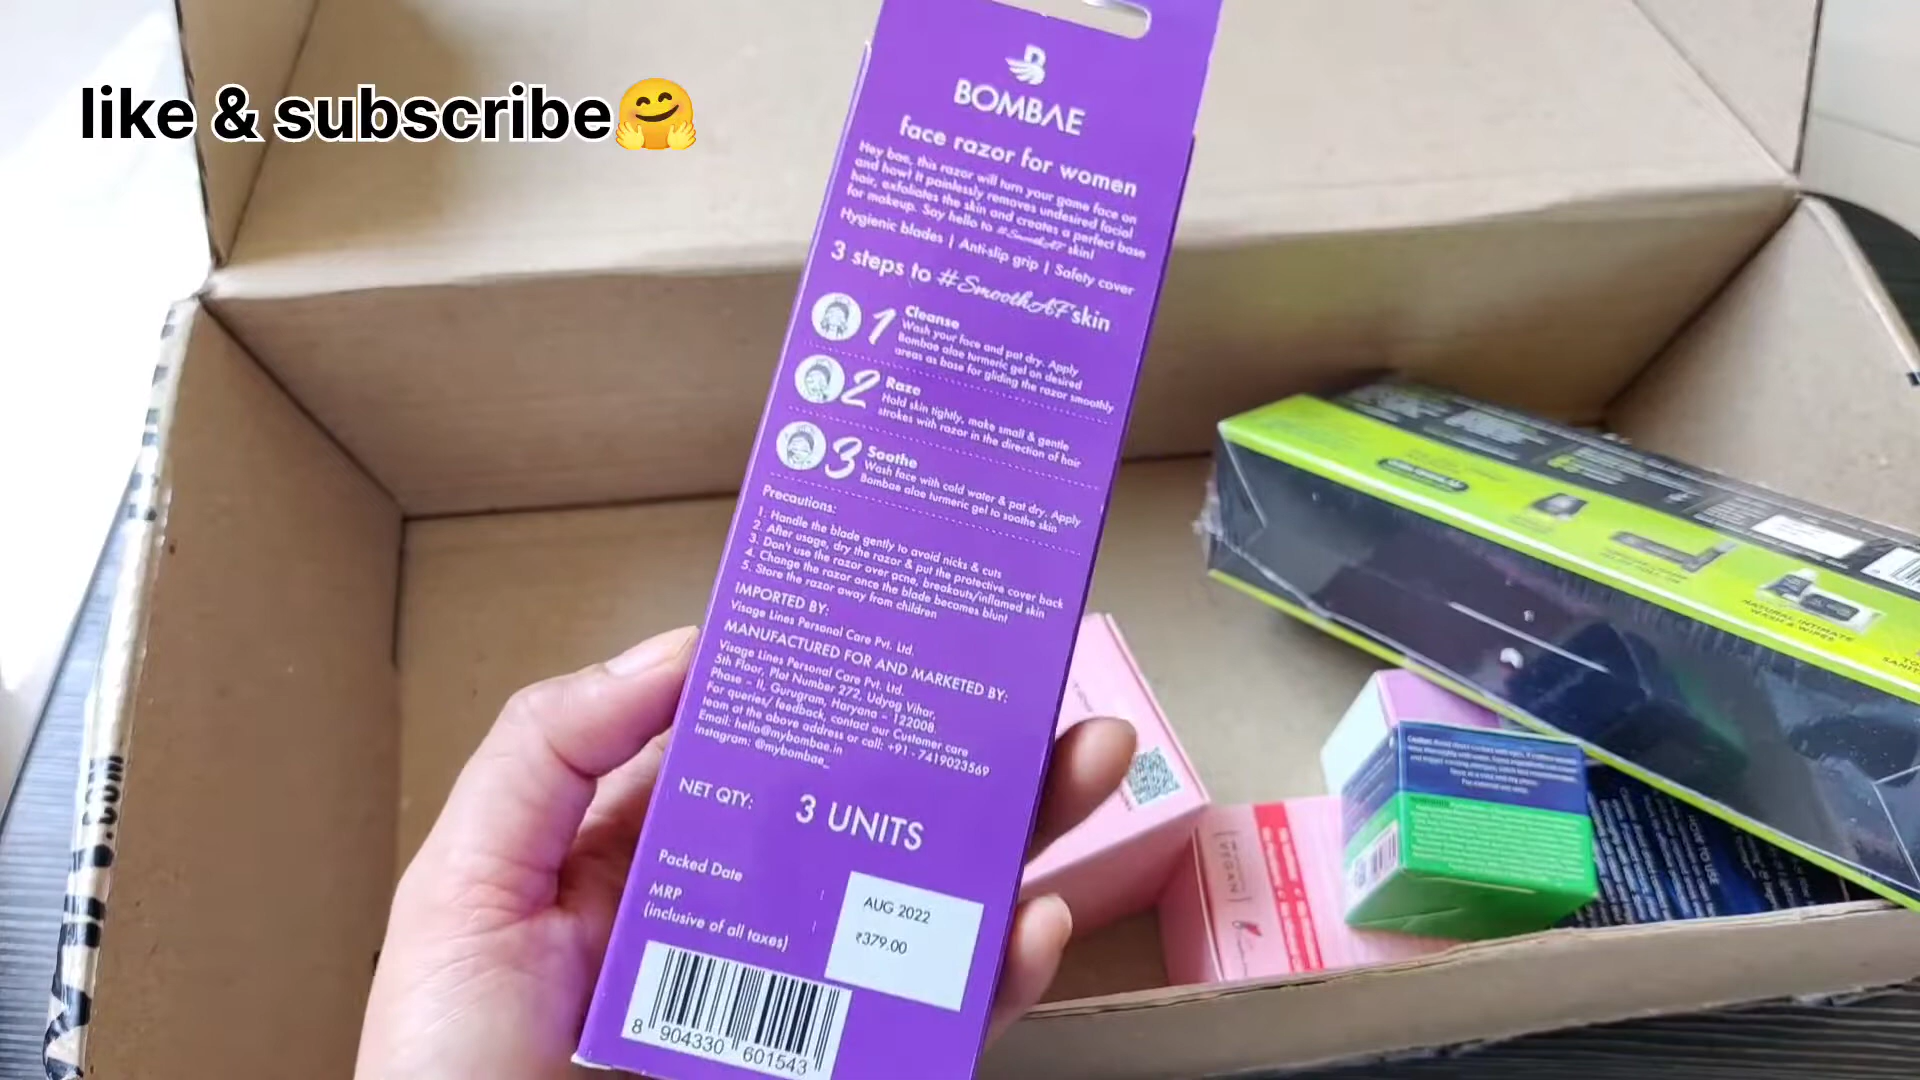 like & subscribe🤗
BOMBAE
face razor for women
Hey bae, this razor will turn your game face on
and how! It painlessly removes undesired facial
hair, exfoliates the skin and creates a perfect base
for makeup. Say hello to #SmoothAF skin!
Hygienic blades | Anti-slip grip | Safety cover
3 steps to #SmoothAF skin
1 Cleanse
Wash your face and pat dry. Apply
Bombae aloe turmeric gel on desired
areas as base for gliding the razor smoothly
2 Raze
Hold skin tightly, make small & gentle
strokes with razor in the direction of hair
3 Soothe
Wash face with cold water & pat dry. Apply
Bombae aloe turmeric gel to soothe skin
Precautions:
1. Handle the blade gently to avoid nicks & cuts
2. After usage, dry the razor & put the protective cover back
3. Don't use the razor over acne, breakouts/inflamed skin
4. Change the razor once the blade becomes blunt
5. Store the razor away from children
IMPORTED BY:
Visage Lines Personal Care Pvt. Ltd.
MANUFACTURED FOR AND MARKETED BY:
Visage Lines Personal Care Pvt. Ltd.
5th Floor, Plot Number 272, Udyog Vihar,
Phase - II, Gurugram, Haryana - 122008.
For queries/ feedback, contact our Customer care
team at the above address or call: +91 - 7419023569
Email: hello@mybombae.in
Instagram: @mybombae_
NET QTY: 3 UNITS
Packed Date AUG 2022
MRP ₹379.00
(inclusive of all taxes)
8 904330 601543
NATURAL INTIMATE
WASH & WIPES
VEGAN
HOW TO USE
.com